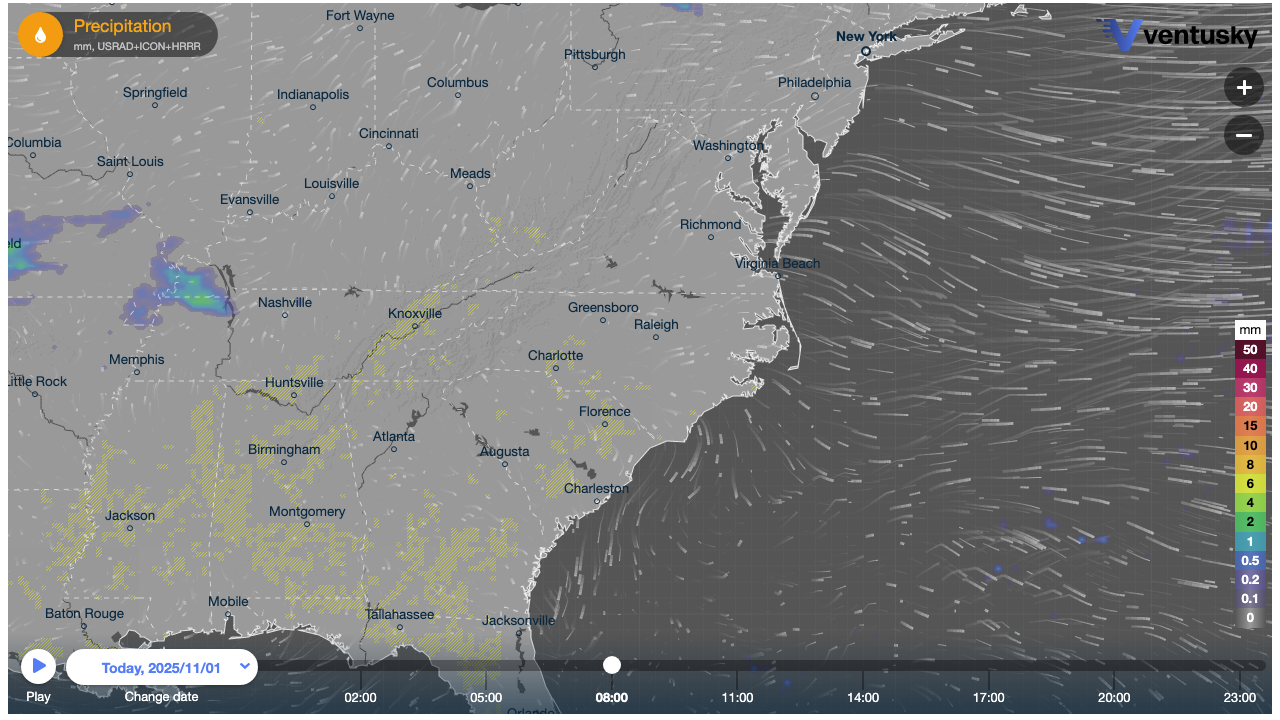 Precipitation
mm, USRAD+ICON+HRRR
ventusky
+
−
Fort Wayne
New York
Pittsburgh
Columbus
Philadelphia
Springfield
Indianapolis
Columbia
Cincinnati
Washington
Saint Louis
Meads
Louisville
Evansville
Richmond
eld
Virginia Beach
Nashville
Knoxville
Greensboro
Raleigh
Memphis
Charlotte
Little Rock
Huntsville
Florence
Atlanta
Birmingham
Augusta
Charleston
Jackson
Montgomery
Mobile
Baton Rouge
Tallahassee
Jacksonville
Orlando
mm
50
40
30
20
15
10
8
6
4
2
1
0.5
0.2
0.1
0
Today, 2025/11/01
Play
Change date
02:00
05:00
08:00
11:00
14:00
17:00
20:00
23:00